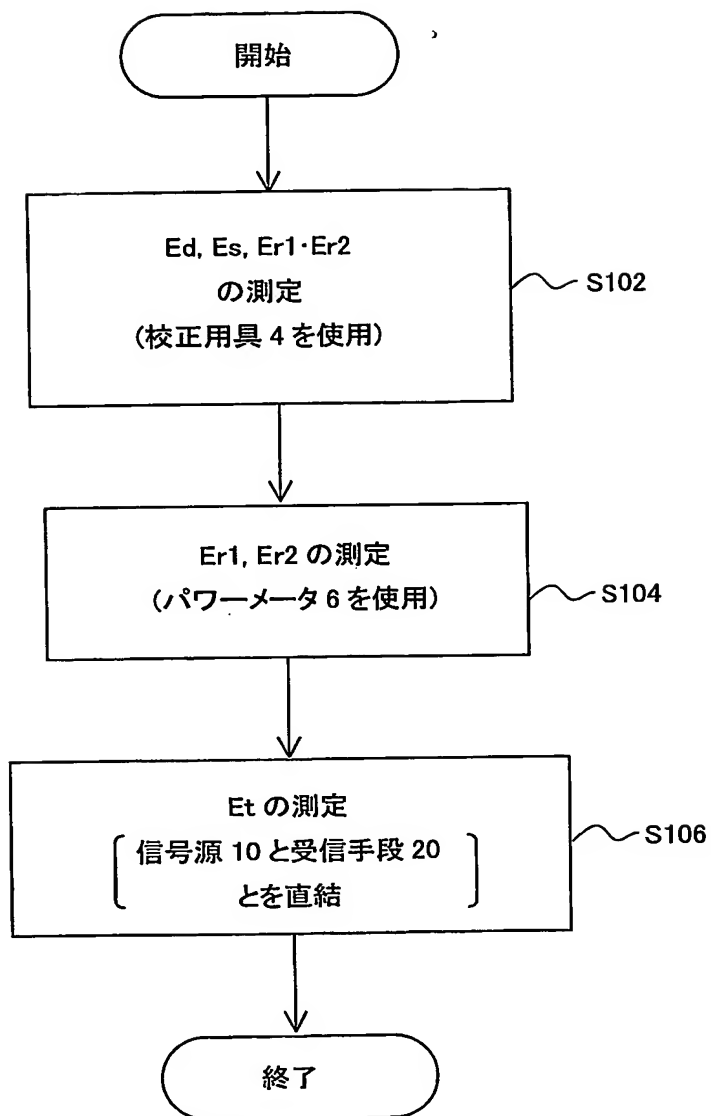 開始
Ed, Es, Er1·Er2
の測定
(校正用具 4 を使用)
S102
Er1, Er2 の測定
(パワーメータ 6 を使用)
S104
Et の測定
信号源 10 と受信手段 20
とを直結
S106
終了